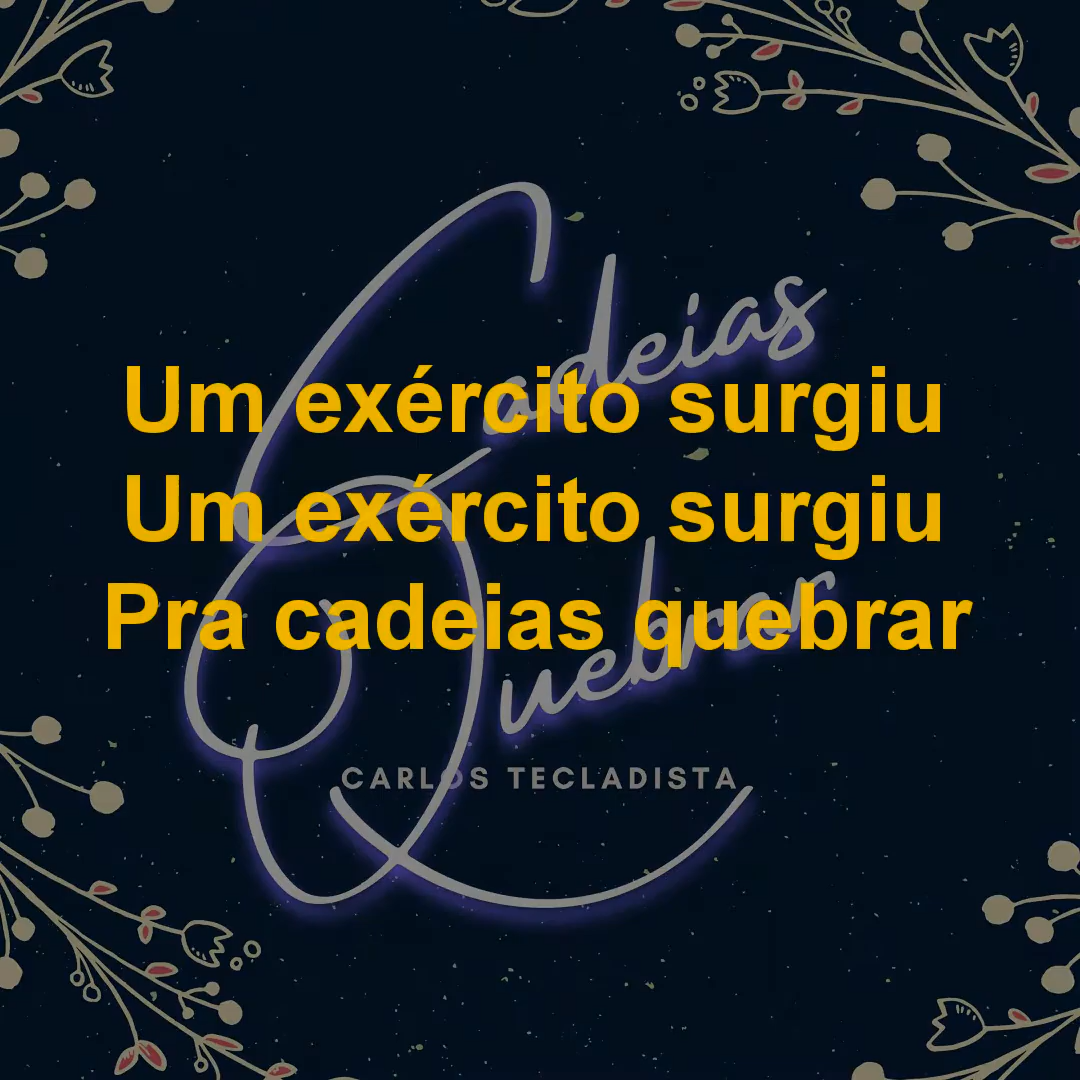 Cadeias
Um exército surgiu
Um exército surgiu
Pra cadeias quebrar
Quebrar
CARLOS TECLADISTA